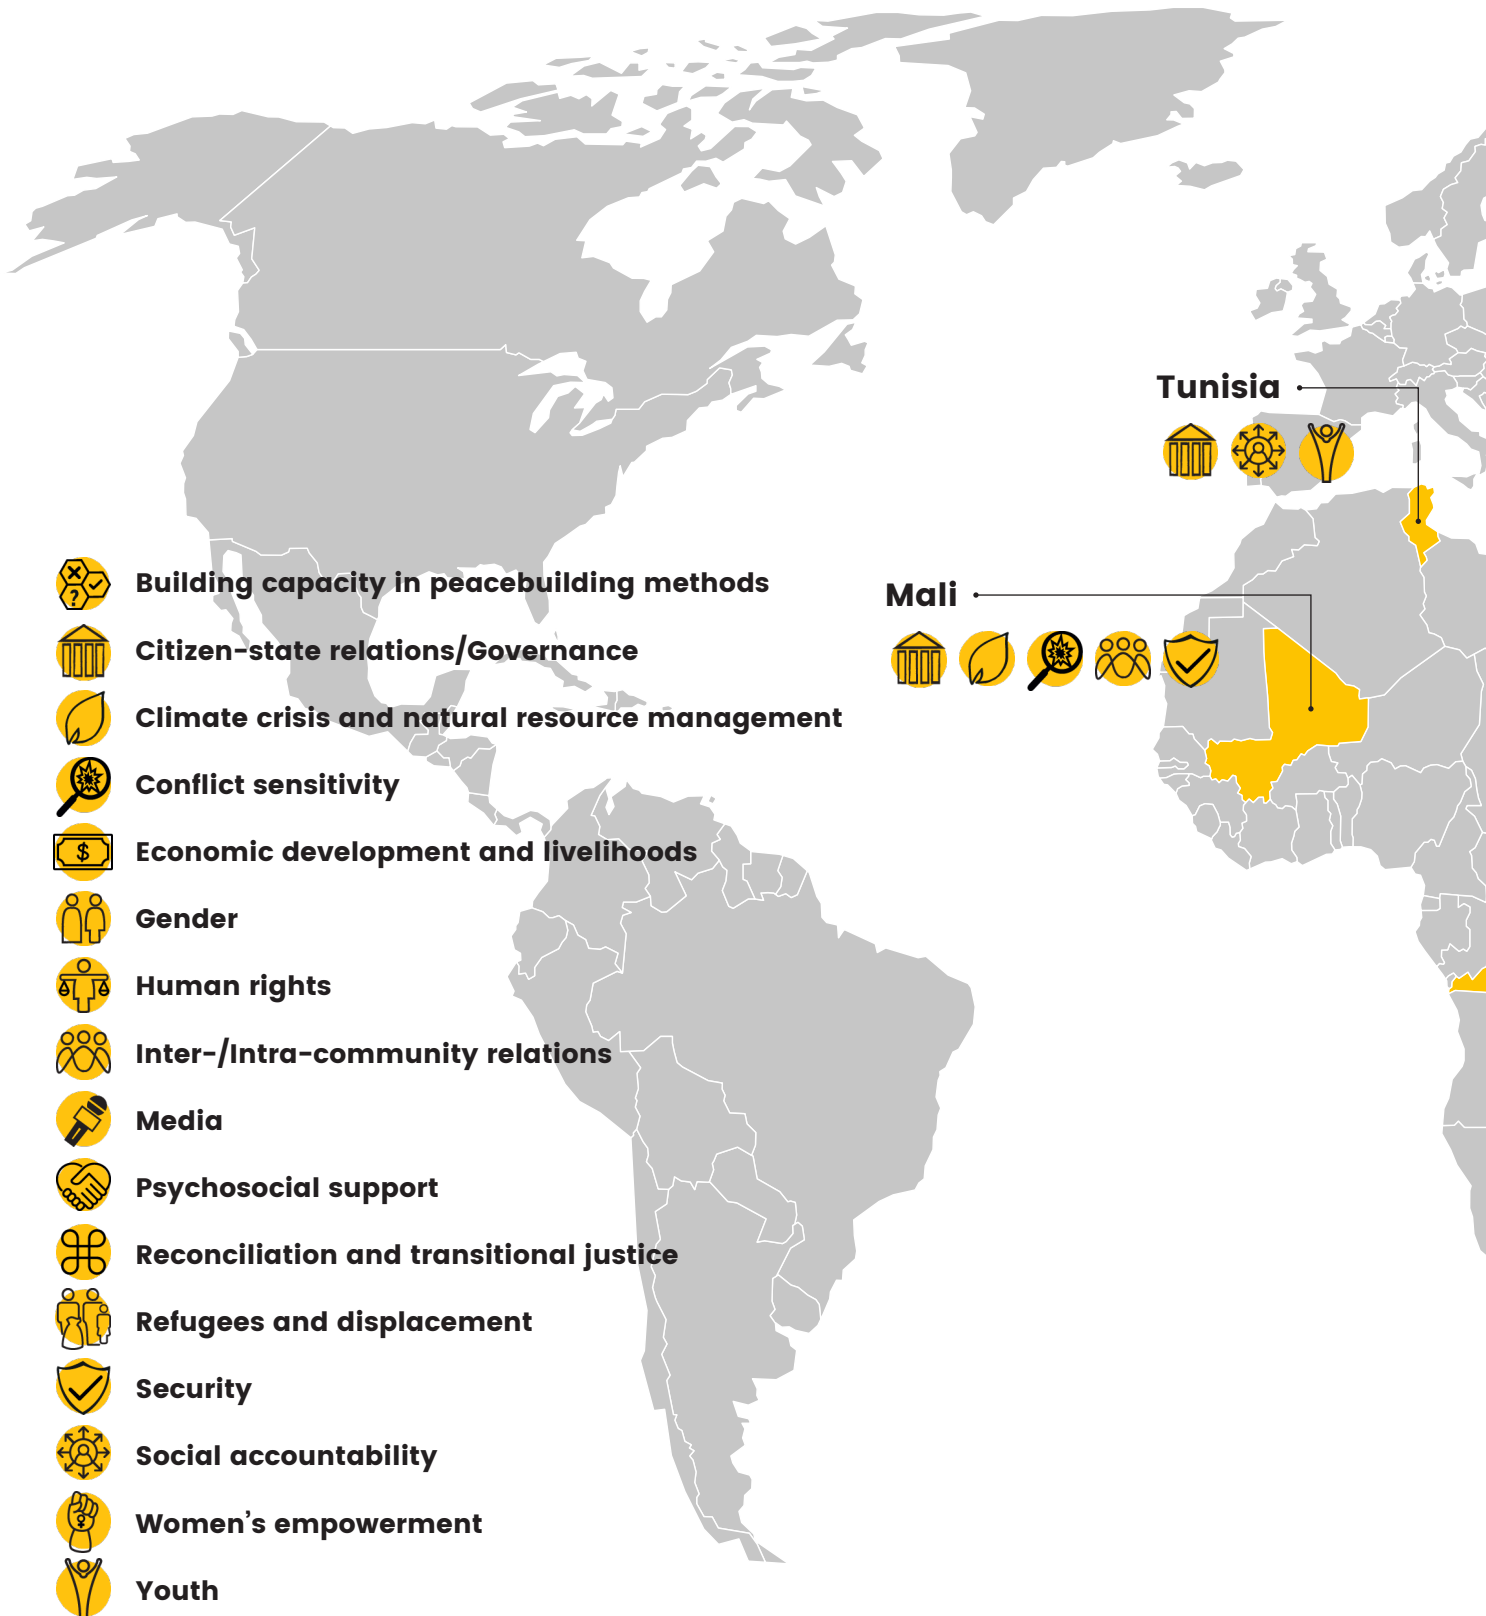 Tunisia
Mali
Building capacity in peacebuilding methods
Citizen-state relations/Governance
Climate crisis and natural resource management
Conflict sensitivity
$
Economic development and livelihoods
Gender
Human rights
Inter-/Intra-community relations
Media
Psychosocial support
Reconciliation and transitional justice
Refugees and displacement
Security
Social accountability
Women's empowerment
Youth